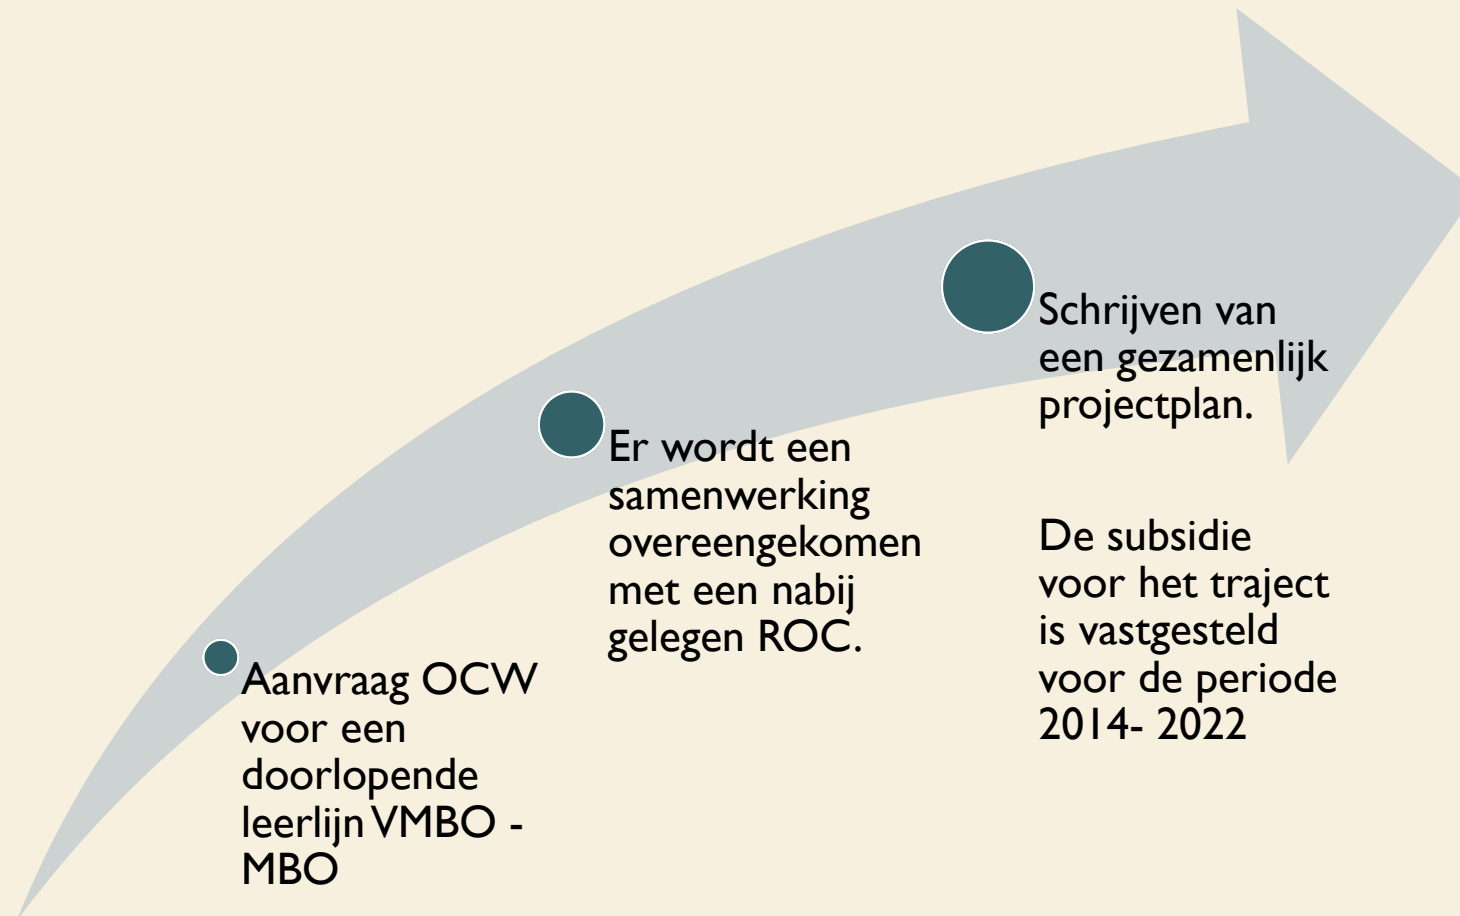 Aanvraag OCW
voor een
doorlopende
leerlijn VMBO -
MBO
Er wordt een
samenwerking
overeengekomen
met een nabij
gelegen ROC.
Schrijven van
een gezamenlijk
projectplan.
De subsidie
voor het traject
is vastgesteld
voor de periode
2014- 2022